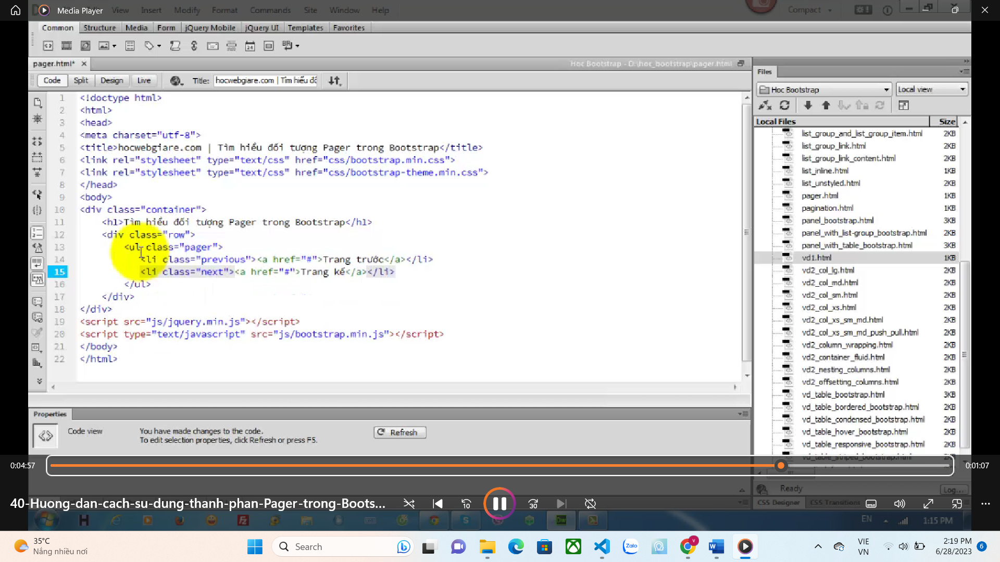 Media Player
View Insert Modify Format Commands Site Window Help
Compact
Common Structure Media Form jQuery Mobile jQuery UI Templates Favorites
pager.html*
Hoc Bootstrap - D:\hoc_bootstrap\pager.html
Code Split Design Live Title: hocwebgiare.com | Tìm hiểu đố
1 <!doctype html>
2 <html>
3 <head>
4 <meta charset="utf-8">
5 <title>hocwebgiare.com | Tìm hiểu đối tượng Pager trong Bootstrap</title>
6 <link rel="stylesheet" type="text/css" href="css/bootstrap.min.css">
7 <link rel="stylesheet" type="text/css" href="css/bootstrap-theme.min.css">
8 </head>
9 <body>
10 <div class="container">
11 <h1>Tìm hiểu đối tượng Pager trong Bootstrap</h1>
12 <div class="row">
13 <ul class="pager">
14 <li class="previous"><a href="#">Trang trước</a></li>
15 <li class="next"><a href="#">Trang kế</a></li>
16 </ul>
17 </div>
18 </div>
19 <script src="js/jquery.min.js"></script>
20 <script type="text/javascript" src="js/bootstrap.min.js"></script>
21 </body>
22 </html>
Files
Hoc Bootstrap Local view
Local Files Size
list_group_and_list_group_item.html 2KB
list_group_link.html 2KB
list_group_link_content.html 2KB
list_inline.html 2KB
list_unstyled.html 2KB
pager.html 1KB
pagination.html 1KB
panel_bootstrap.html 3KB
panel_with_list-group_bootstrap.html 2KB
panel_with_table_bootstrap.html 3KB
vd1.html 1KB
vd2_col_lg.html 2KB
vd2_col_md.html 2KB
vd2_col_sm.html 2KB
vd2_col_xs.html 2KB
vd2_col_xs_sm_md.html 2KB
vd2_col_xs_sm_md_push_pull.html 2KB
vd2_column_wrapping.html 2KB
vd2_container_fluid.html 2KB
vd2_nesting_columns.html 2KB
vd2_offsetting_columns.html 2KB
vd_table_bootstrap.html 3KB
vd_table_bordered_bootstrap.html 2KB
vd_table_condensed_bootstrap.html 2KB
vd_table_hover_bootstrap.html 2KB
vd_table_responsive_bootstrap.html 2KB
vd_table_striped_bootstrap.html 2KB
Properties
Code view
You have made changes to the code.
To edit selection properties, click Refresh or press F5.
Refresh
0:04:57
0:01:07
Ready Log...
40-Huong-dan-cach-su-dung-thanh-phan-Pager-trong-Boots...
10
30
CSS Designer CSS Transitions
EN 1:15 PM
35°C
Nắng nhiều nơi
Search
Zalo
VIE
VN
2:19 PM
6/28/2023
6